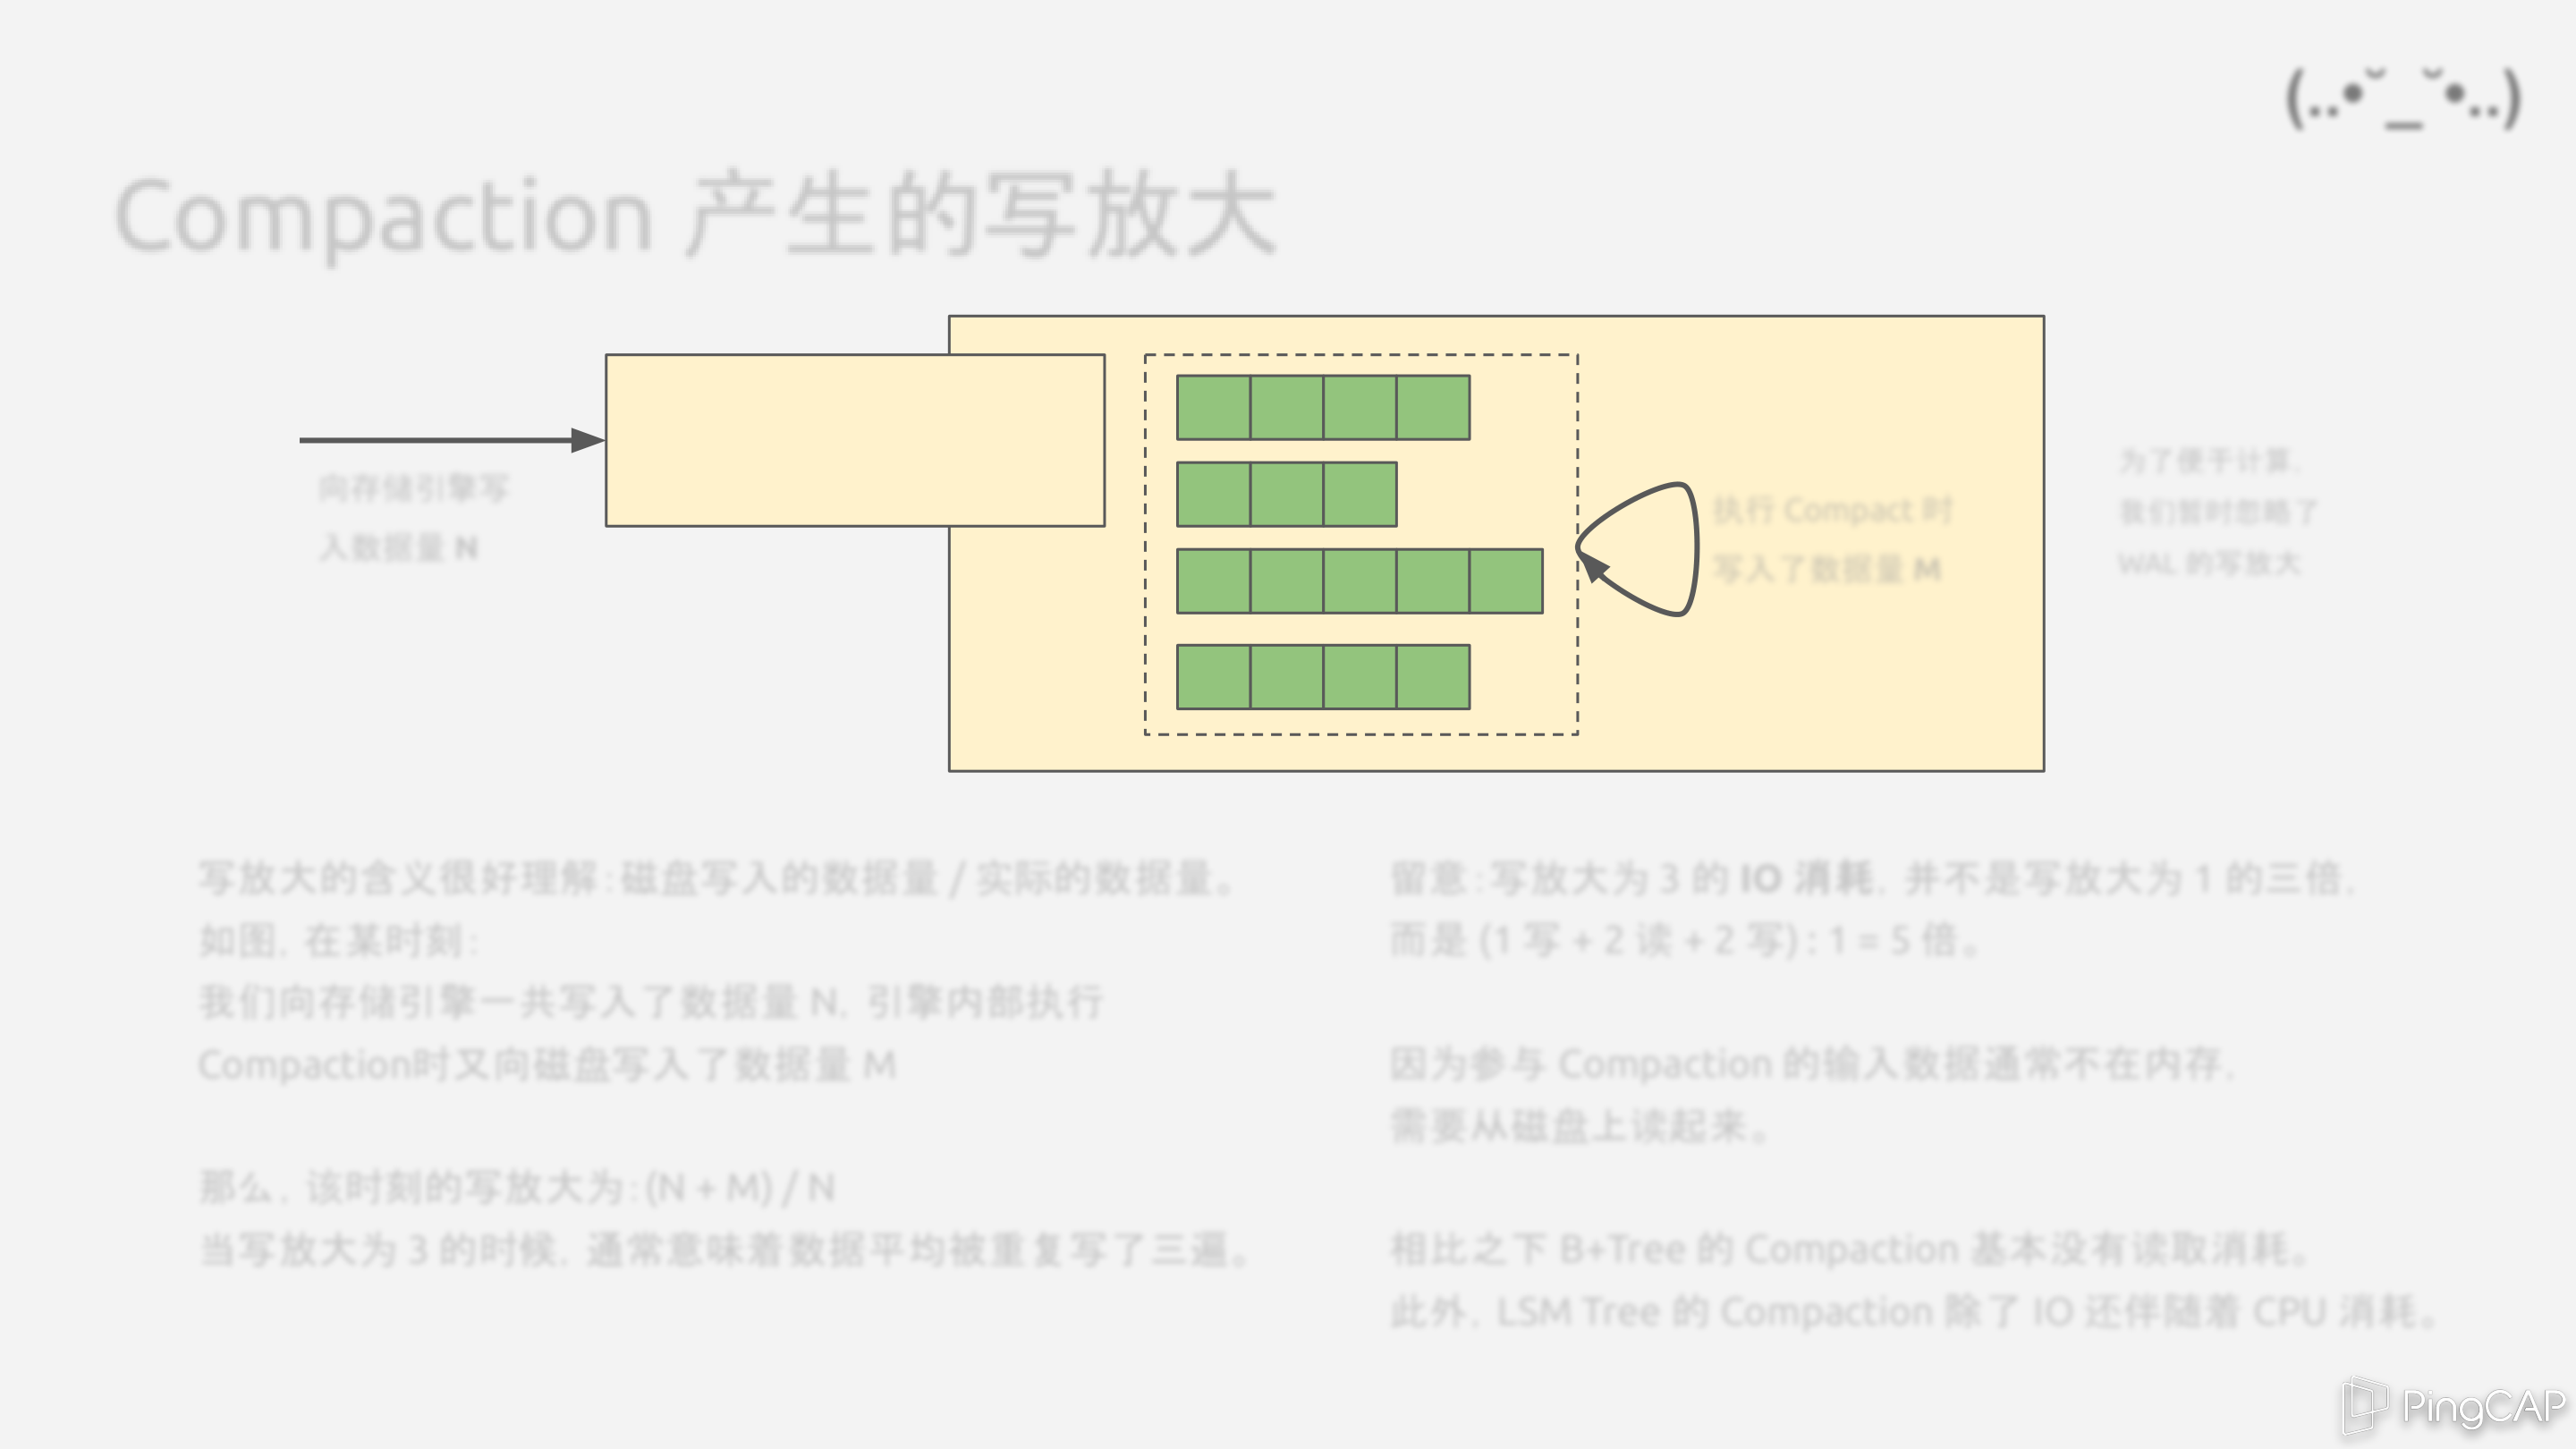 (..•˘_˘•..)
Compaction 产生的写放大
向存储引擎写
入数据量 N
执行 Compact 时
写入了数据量 M
为了便于计算，
我们暂时忽略了
WAL 的写放大
写放大的含义很好理解：磁盘写入的数据量 / 实际的数据量。
如图，在某时刻：
我们向存储引擎一共写入了数据量 N，引擎内部执行
Compaction时又向磁盘写入了数据量 M
那么，该时刻的写放大为：(N + M) / N
当写放大为 3 的时候，通常意味着数据平均被重复写了三遍。
留意：写放大为 3 的 IO 消耗，并不是写放大为 1 的三倍，
而是 (1 写 + 2 读 + 2 写) : 1 = 5 倍。
因为参与 Compaction 的输入数据通常不在内存，
需要从磁盘上读起来。
相比之下 B+Tree 的 Compaction 基本没有读取消耗。
此外，LSM Tree 的 Compaction 除了 IO 还伴随着 CPU 消耗。
PingCAP